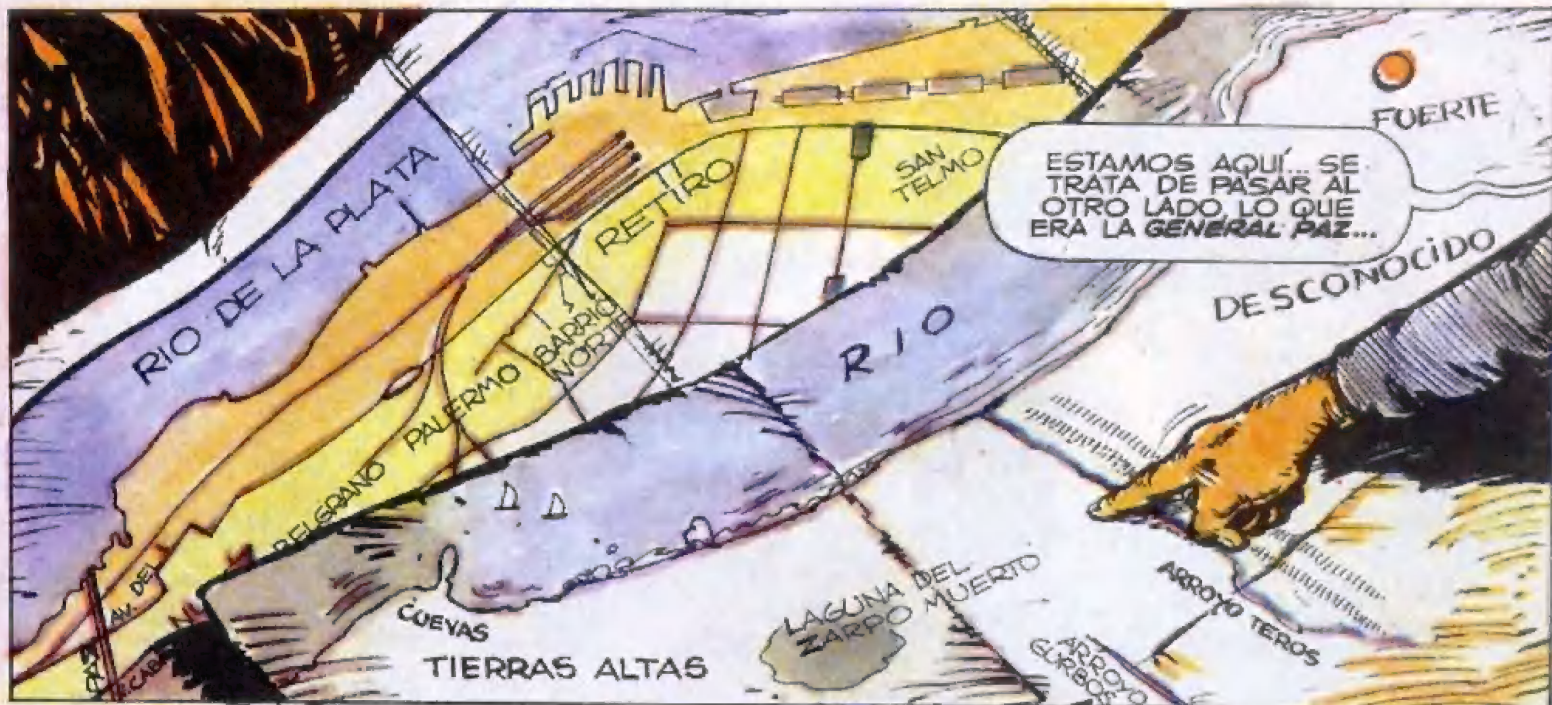 RIO DE LA PLATA
RETIRO
SAN
TELMO
BARRIO
NORTE
PALERMO
BELGRANO
AV. DEL
ESTAMOS AQUÍ... SE
TRATA DE PASAR AL
OTRO LADO, LO QUE
ERA LA GENERAL PAZ...
FUERTE
DESCONOCIDO
RIO
CUEVAS
TIERRAS ALTAS
LAGUNA DEL
ZARPO MUERTO
ARROYO TEROS
ARROYO